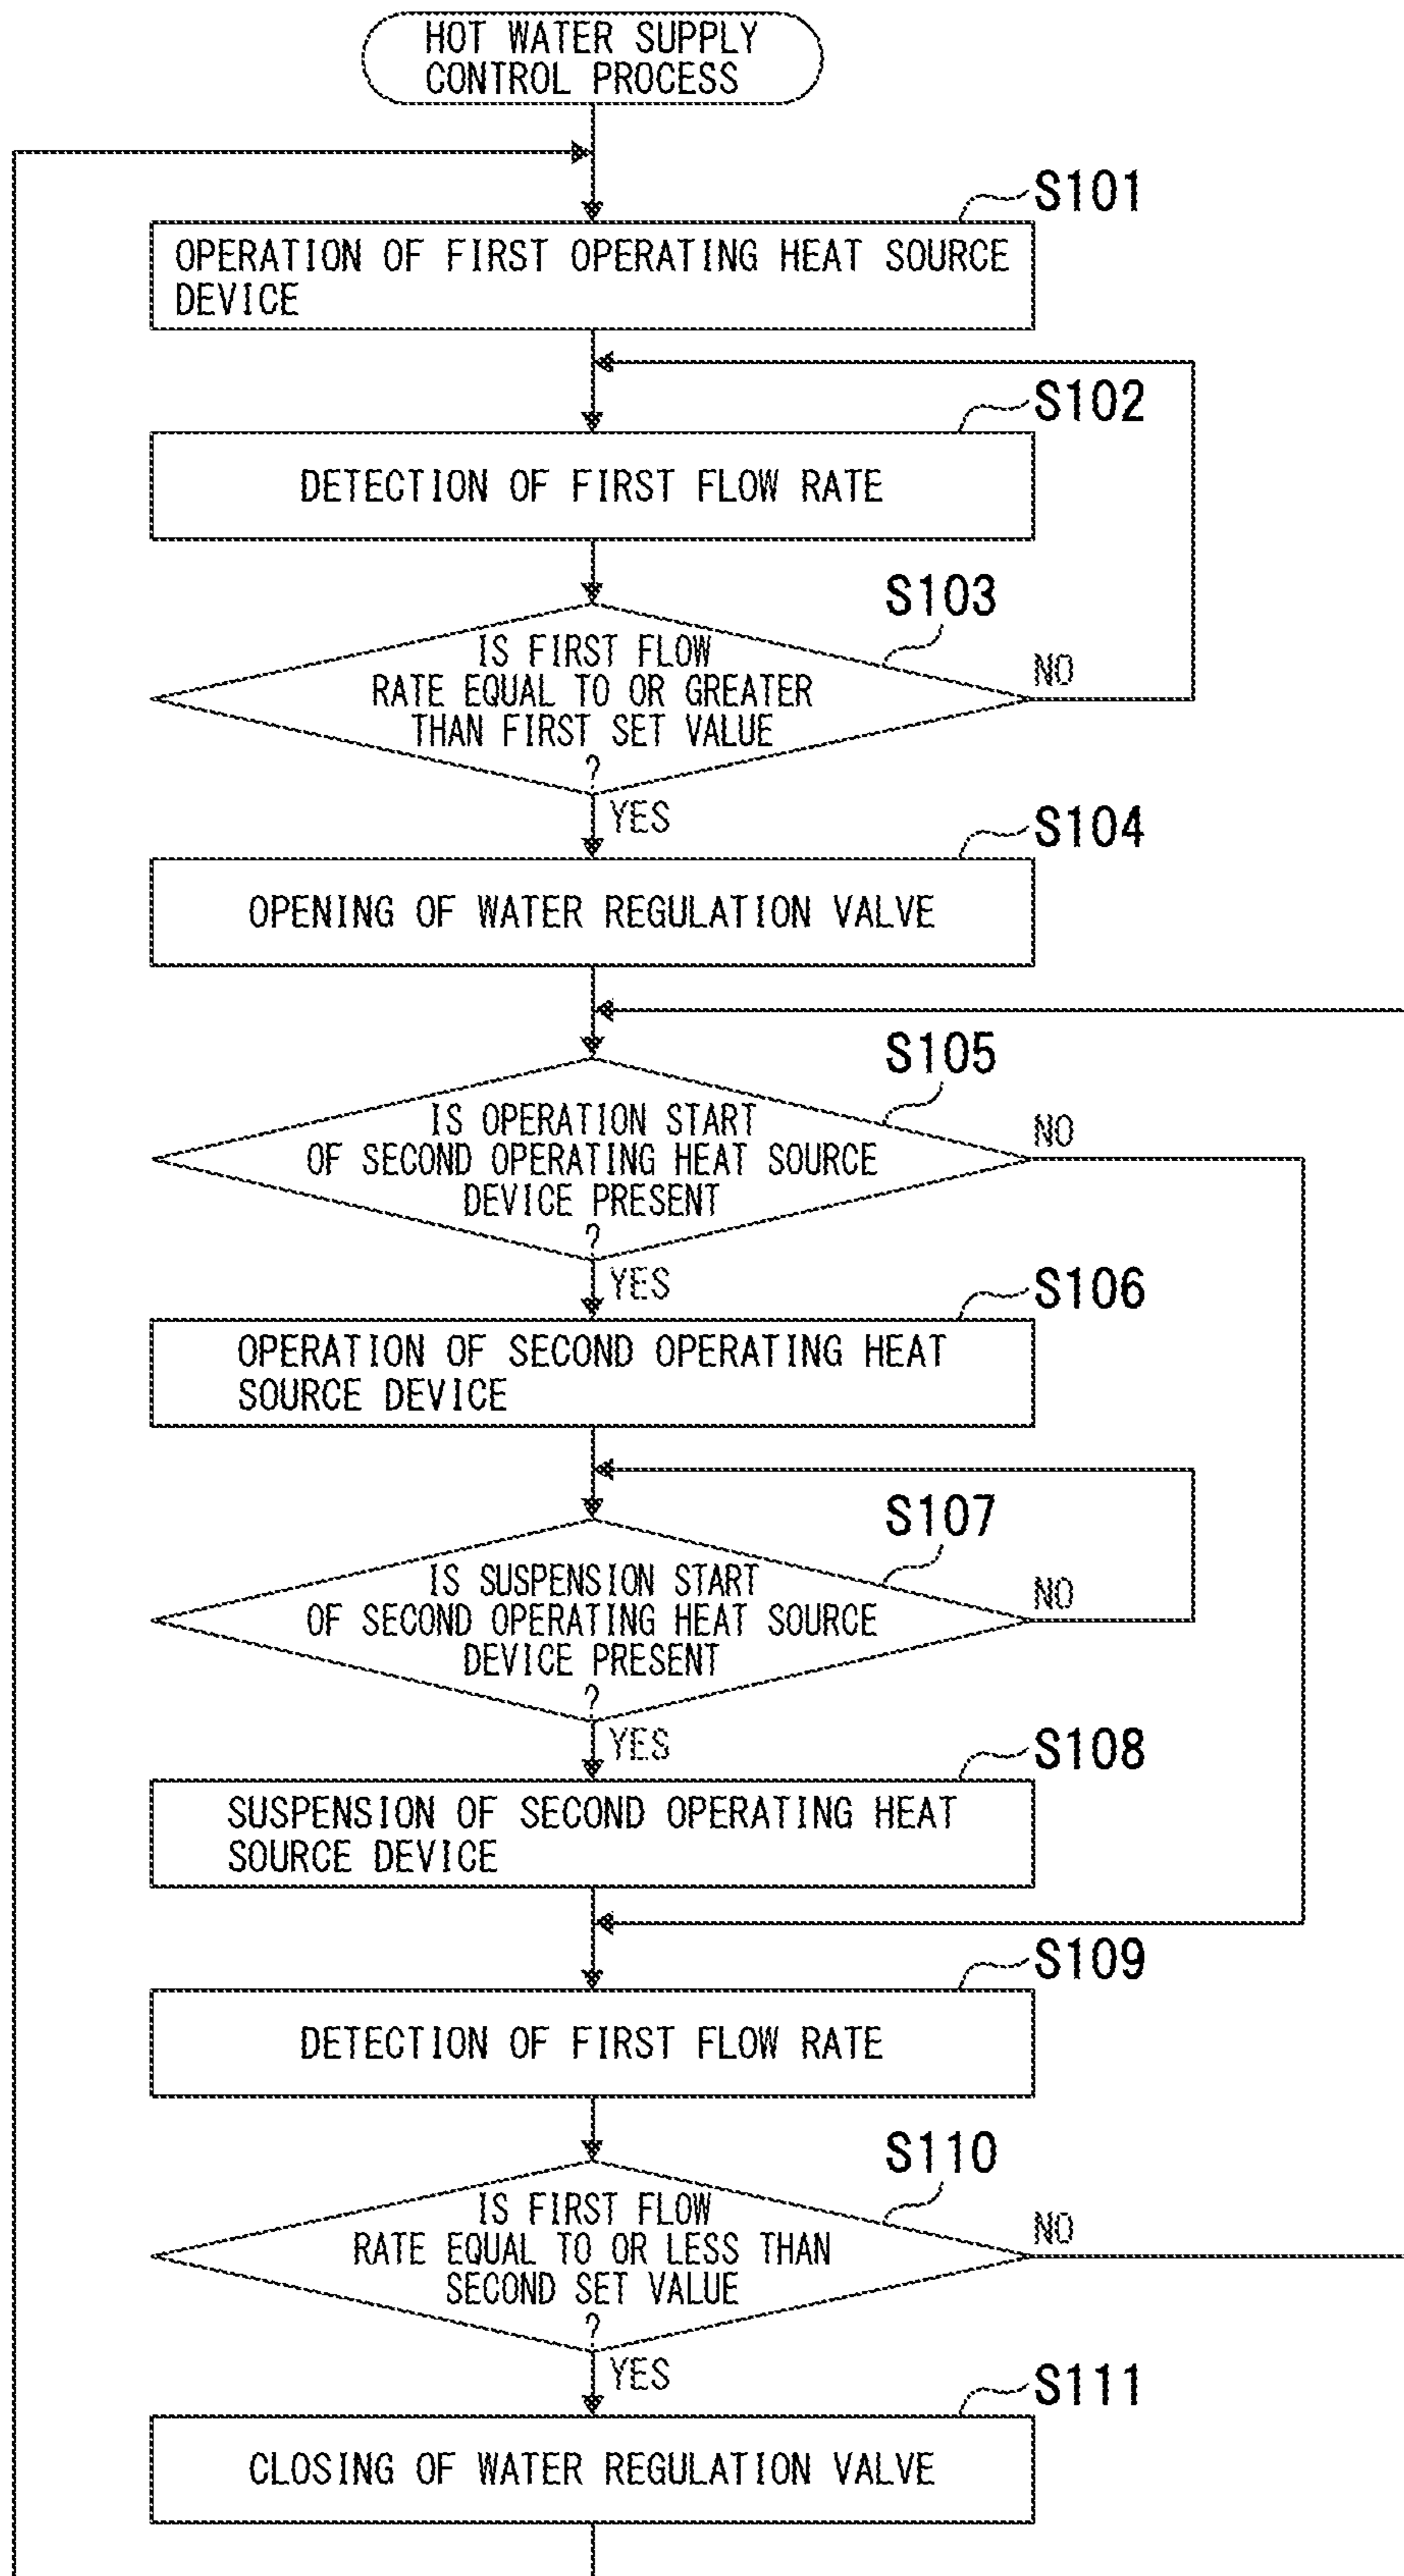 HOT WATER SUPPLY
CONTROL PROCESS
S101
OPERATION OF FIRST OPERATING HEAT SOURCE
DEVICE
S102
DETECTION OF FIRST FLOW RATE
S103
IS FIRST FLOW
RATE EQUAL TO OR GREATER
THAN FIRST SET VALUE
?
NO
YES
S104
OPENING OF WATER REGULATION VALVE
S105
IS OPERATION START
OF SECOND OPERATING HEAT SOURCE
DEVICE PRESENT
?
NO
YES
S106
OPERATION OF SECOND OPERATING HEAT
SOURCE DEVICE
S107
IS SUSPENSION START
OF SECOND OPERATING HEAT SOURCE
DEVICE PRESENT
?
NO
YES
S108
SUSPENSION OF SECOND OPERATING HEAT
SOURCE DEVICE
S109
DETECTION OF FIRST FLOW RATE
S110
IS FIRST FLOW
RATE EQUAL TO OR LESS THAN
SECOND SET VALUE
?
NO
YES
S111
CLOSING OF WATER REGULATION VALVE